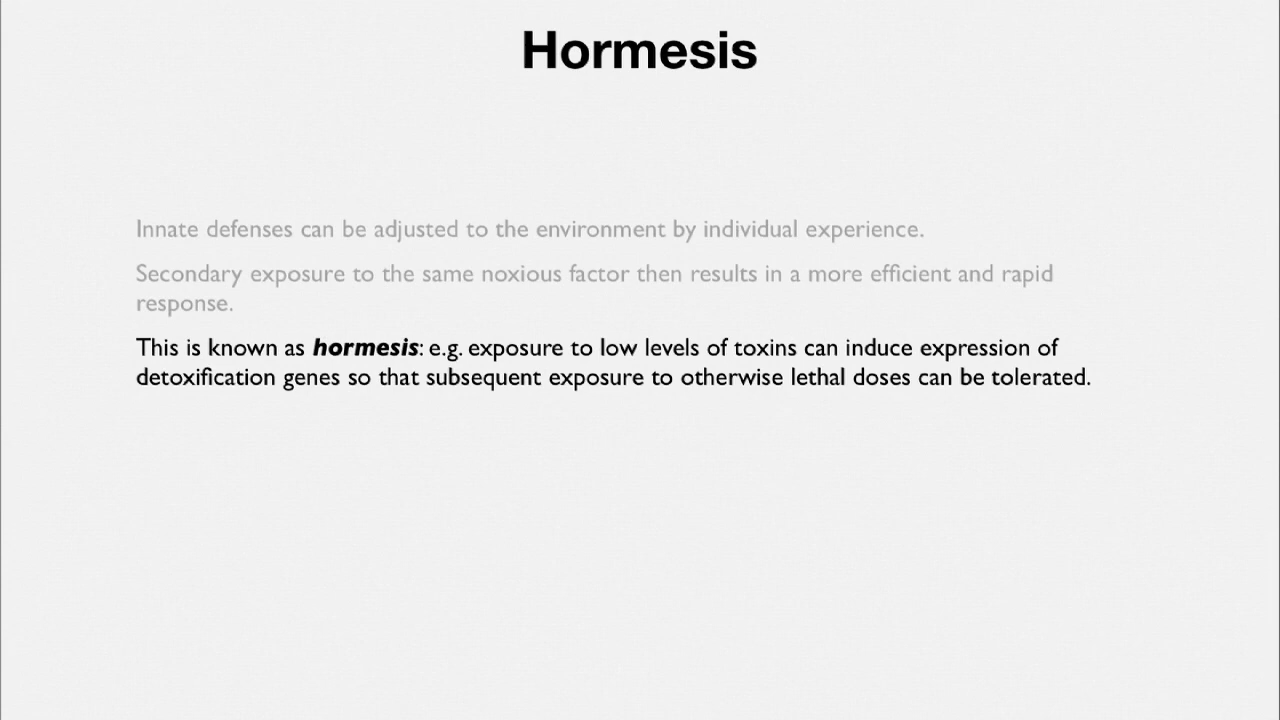 Hormesis
Innate defenses can be adjusted to the environment by individual experience.
Secondary exposure to the same noxious factor then results in a more efficient and rapid
response.
This is known as hormesis: e.g. exposure to low levels of toxins can induce expression of
detoxification genes so that subsequent exposure to otherwise lethal doses can be tolerated.